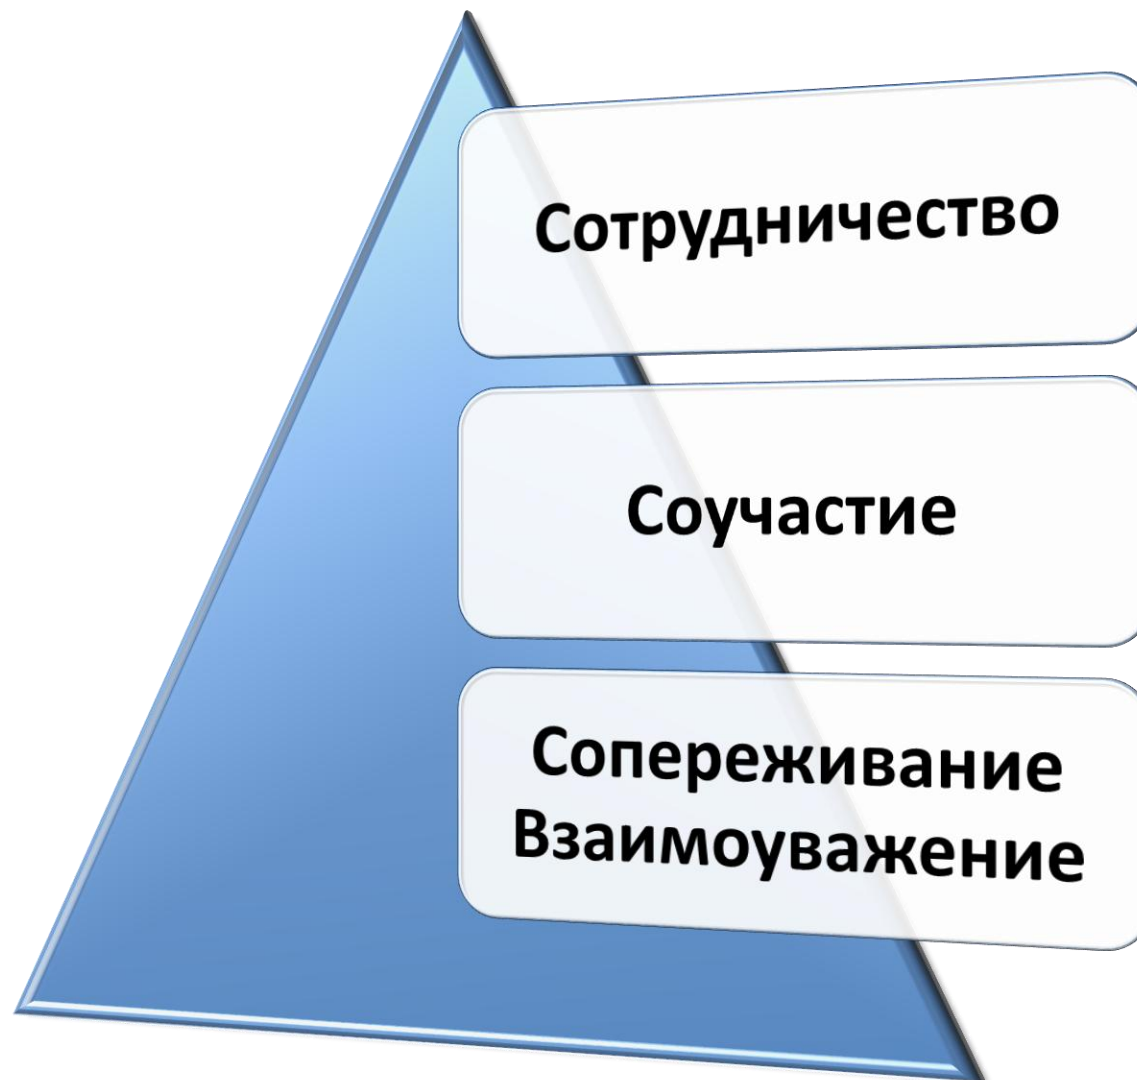 Сотрудничество
Соучастие
Сопереживание
Взаимоуважение